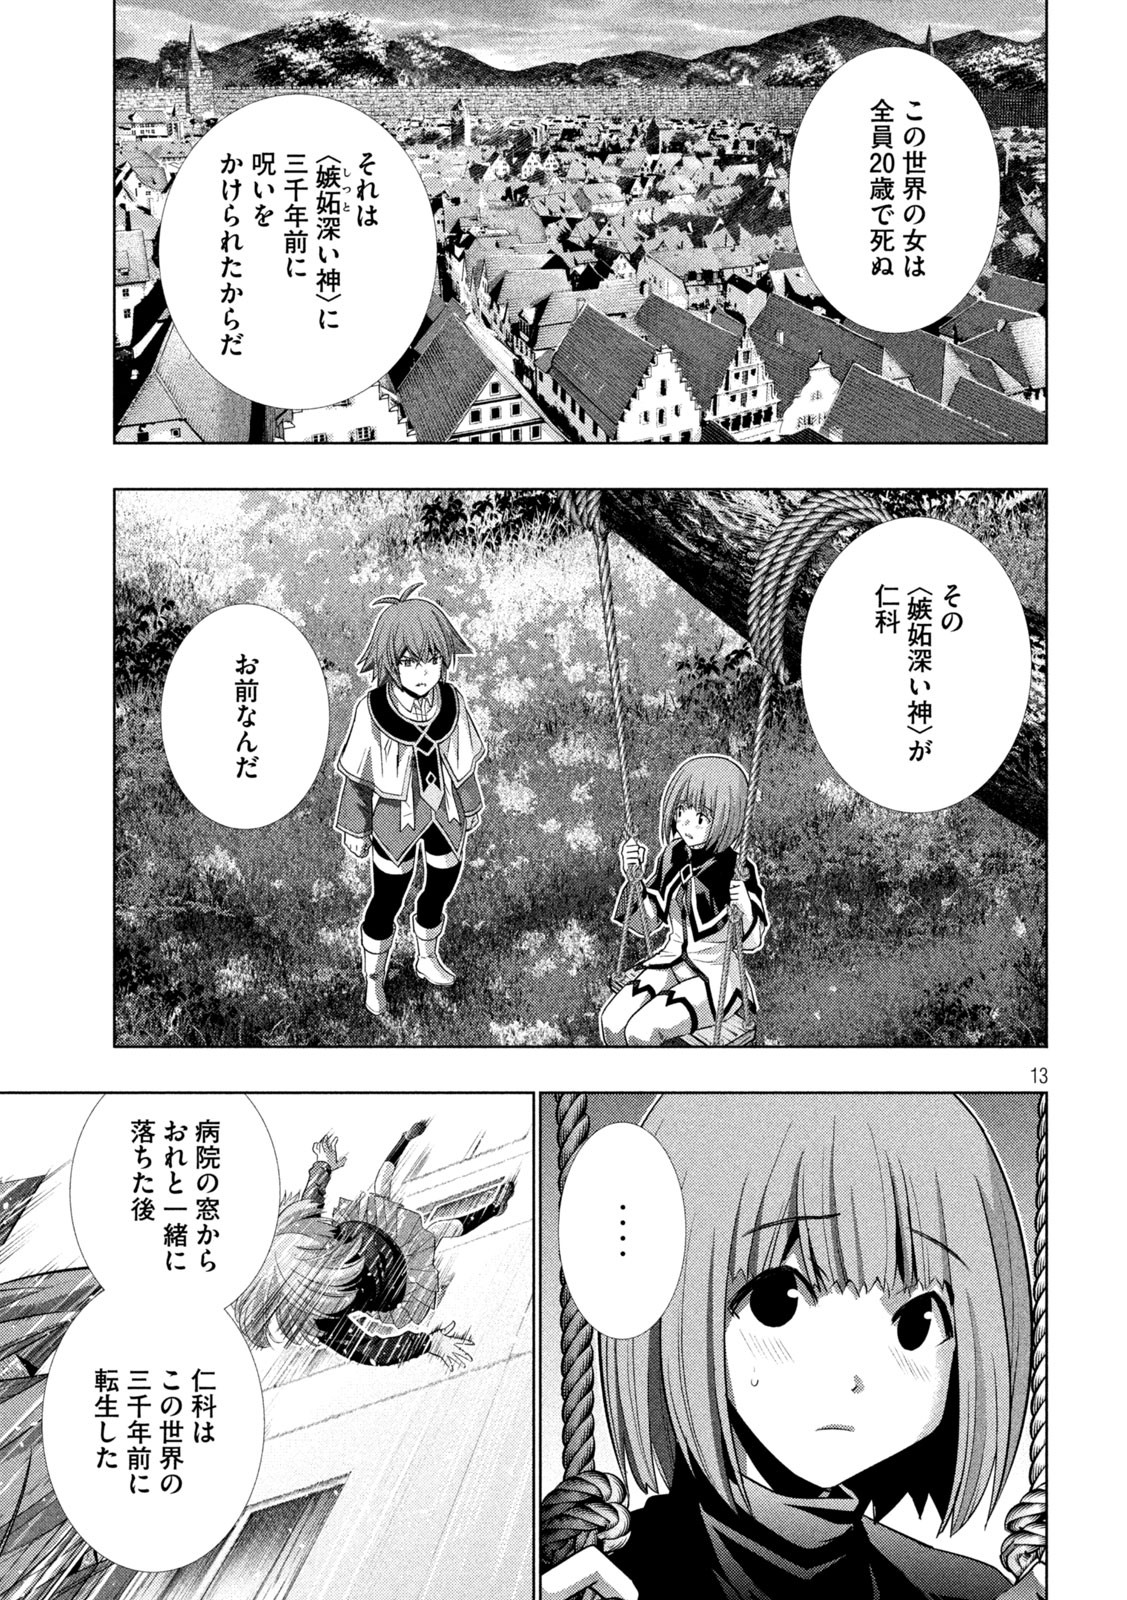 この世界の女は
全員20歳で死ぬ
それは
〈嫉妬深い神〉に
しっと
三千年前に
呪いを
かけられたからだ
その
〈嫉妬深い神〉が
仁科
お前なんだ
13
・・・・
病院の窓から
おれと一緒に
落ちた後
仁科は
この世界の
三千年前に
転生した